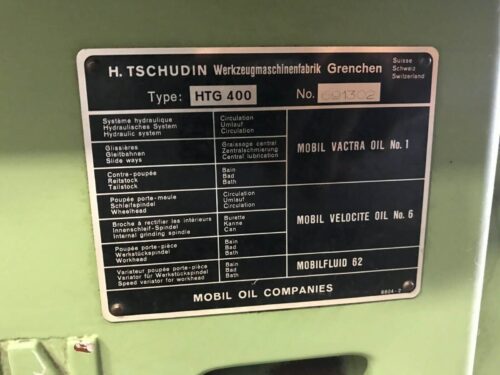 H. TSCHUDIN Werkzeugmaschinenfabrik Grenchen
Suisse
Schweiz
Switzerland
Type: HTG 400 No. 691302
Système hydraulique
Hydraulisches System
Hydraulic system
Circulation
Umlauf
Circulation
Glissières
Gleitbahnen
Slide ways
Graissage central
Zentralschmierung
Central lubrication
MOBIL VACTRA OIL No. 1
Contre-poupée
Reitstock
Tailstock
Bain
Bad
Bath
Poupée porte-meule
Schleifspindel
Wheelhead
Circulation
Umlauf
Circulation
Broche à rectifier les intérieurs
Innenschleif-Spindel
Internal grinding spindle
Burette
Kanne
Can
MOBIL VELOCITE OIL No. 6
Poupée porte-pièce
Werkstückspindel
Workhead
Bain
Bad
Bath
Variateur poupée porte-pièce
Variator für Werkstückspindel
Speed variator for workhead
Bain
Bad
Bath
MOBILFLUID 62
MOBIL OIL COMPANIES